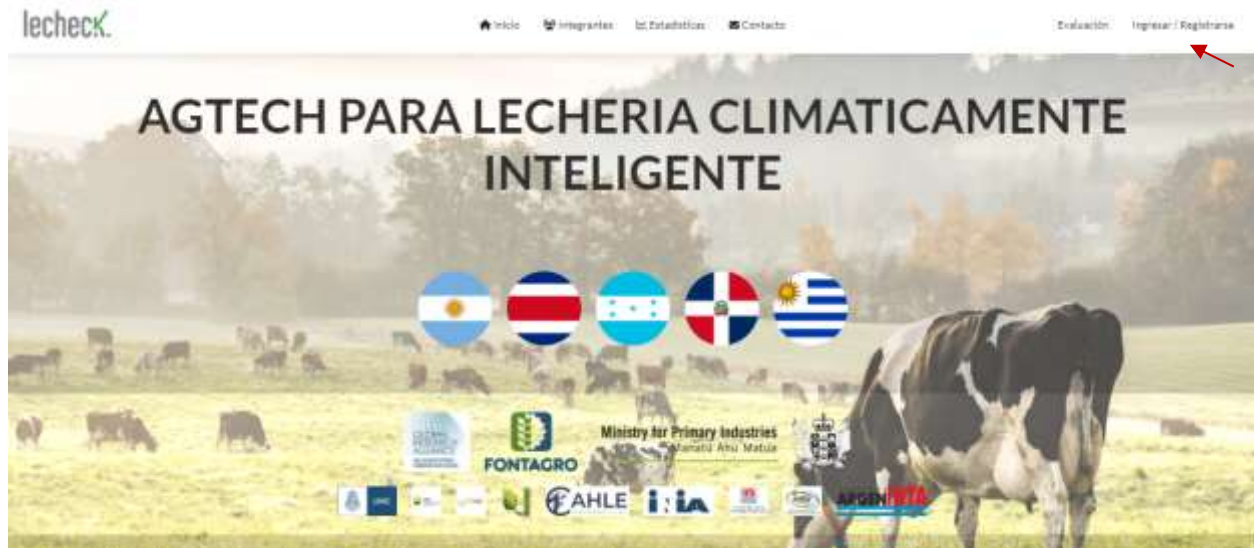 lecheck.
Inicio Integrantes Estadísticas Contacto
Evaluación Ingresar / Registrarse
AGTECH PARA LECHERIA CLIMATICAMENTE
INTELIGENTE
Ministry for Primary Industries
Manatū Ahu Matua
FONTAGRO
AHLE inia ARGENINTA